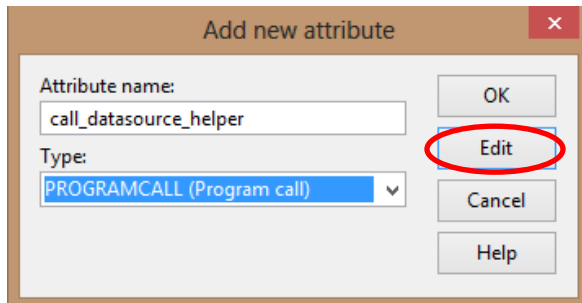 Add new attribute
Attribute name:
call_datasource_helper
Type:
PROGRAMCALL (Program call)
OK
Edit
Cancel
Help